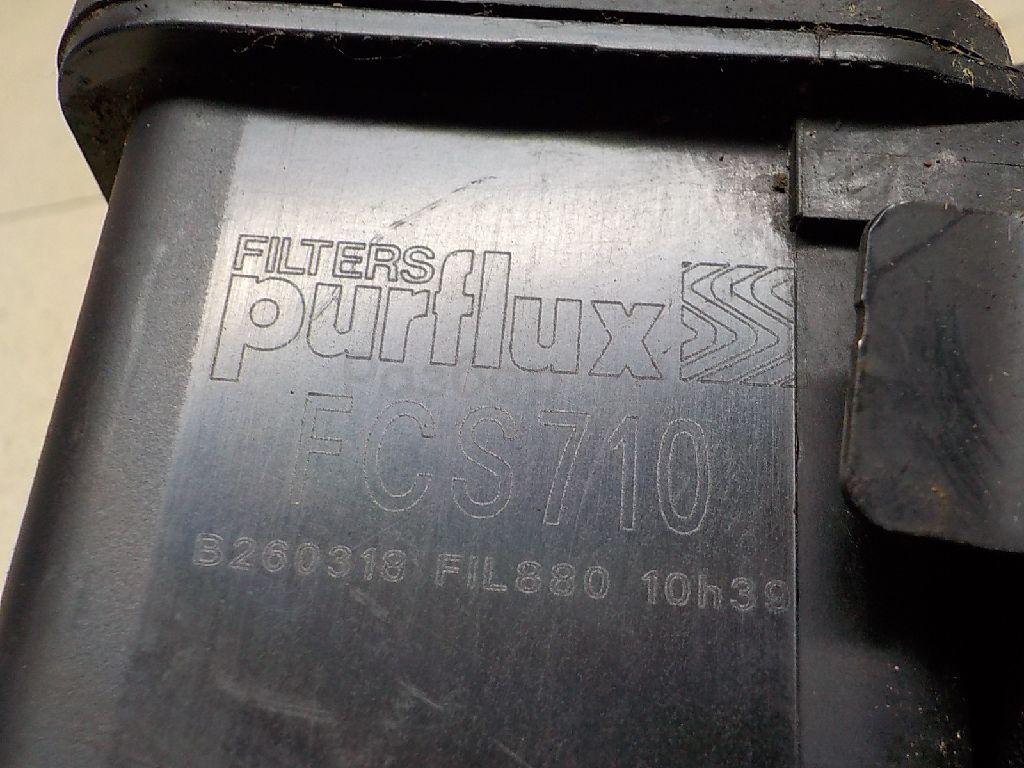 FILTERS
purflux
FCS710
B260318 FIL880 10h39